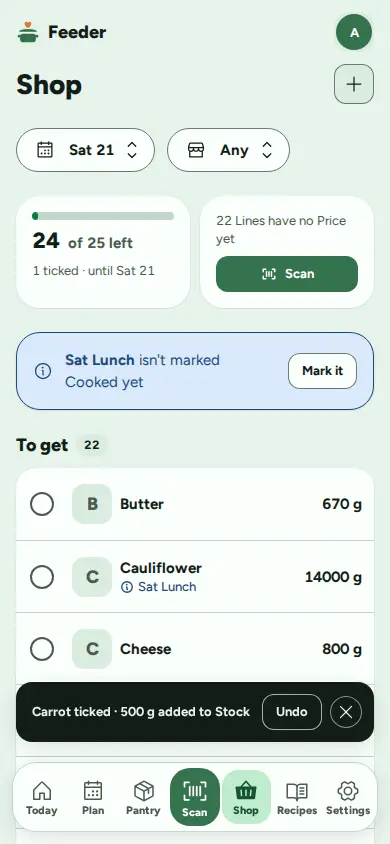 Feeder
A
Shop
Sat 21
Any
24 of 25 left
1 ticked · until Sat 21
22 Lines have no Price
yet
Scan
Sat Lunch isn't marked
Cooked yet
Mark it
To get 22
B Butter 670 g
C Cauliflower 14000 g
Sat Lunch
C Cheese 800 g
Carrot ticked · 500 g added to Stock Undo
Today Plan Pantry Scan Shop Recipes Settings